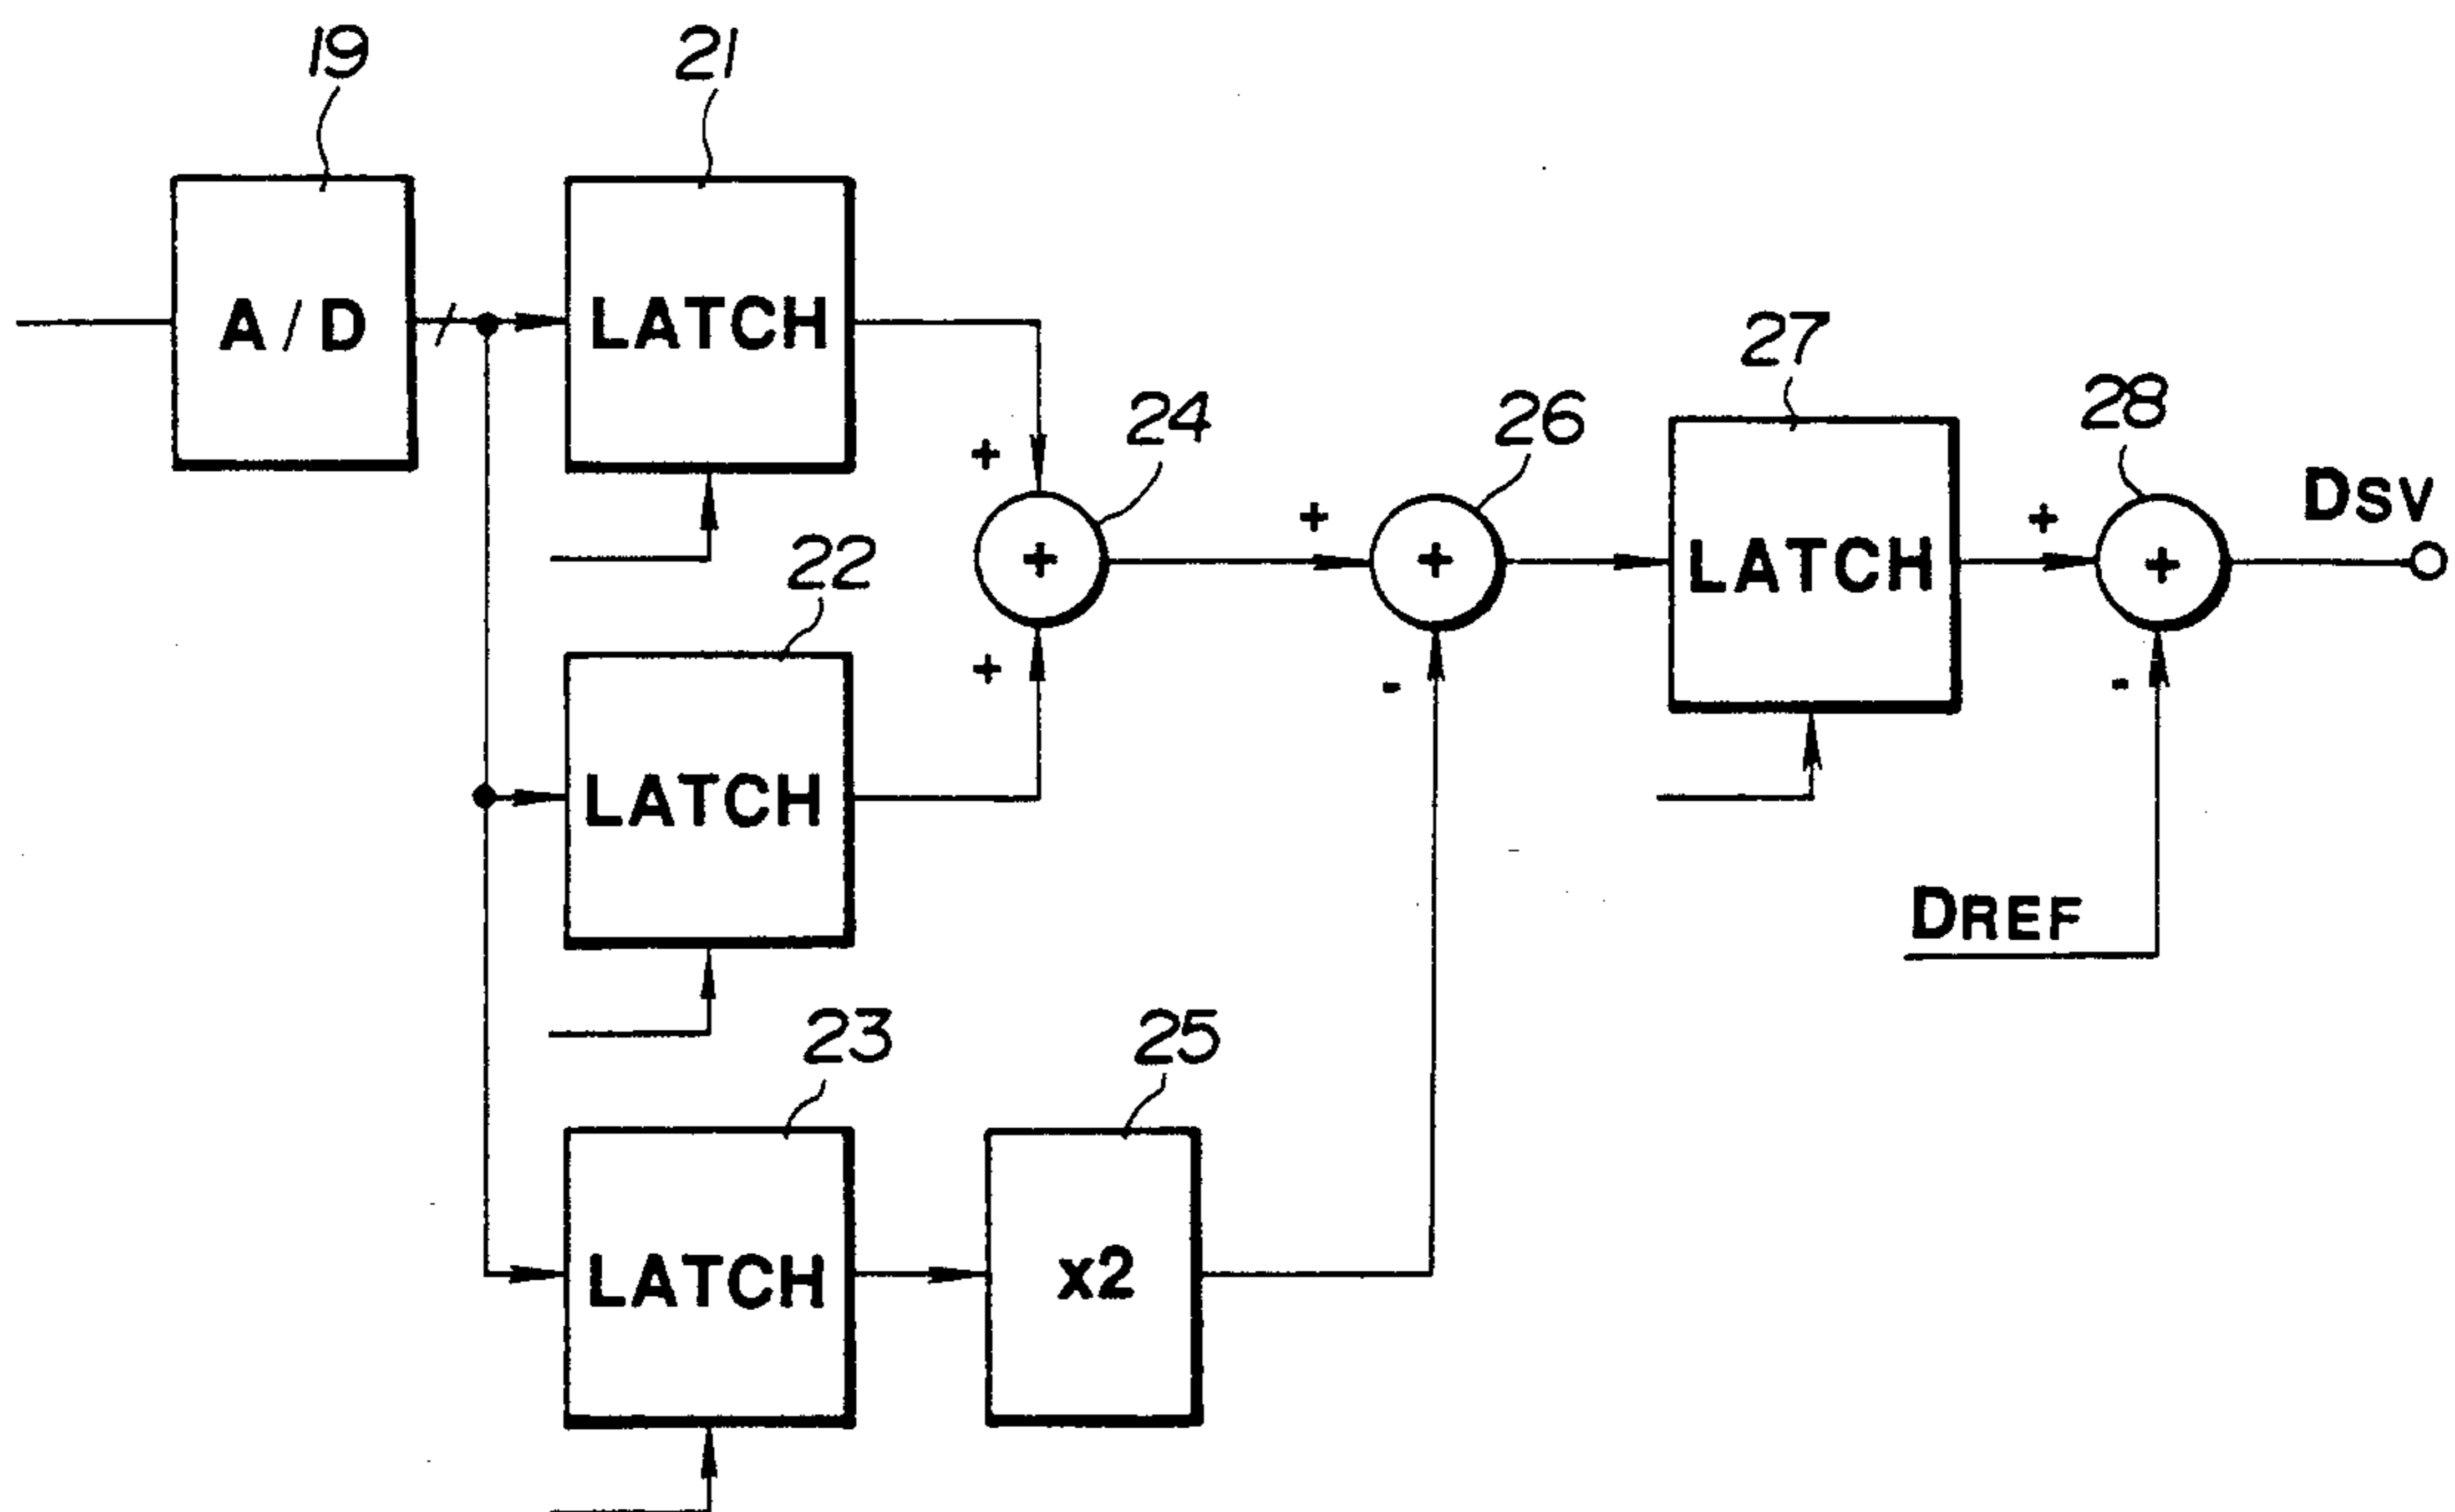 19
21
A/D
LATCH
27
28
24
26
+
DSV
+
+
+
+
+
LATCH
+
22
+
-
-
LATCH
DREF
23
25
LATCH
x2